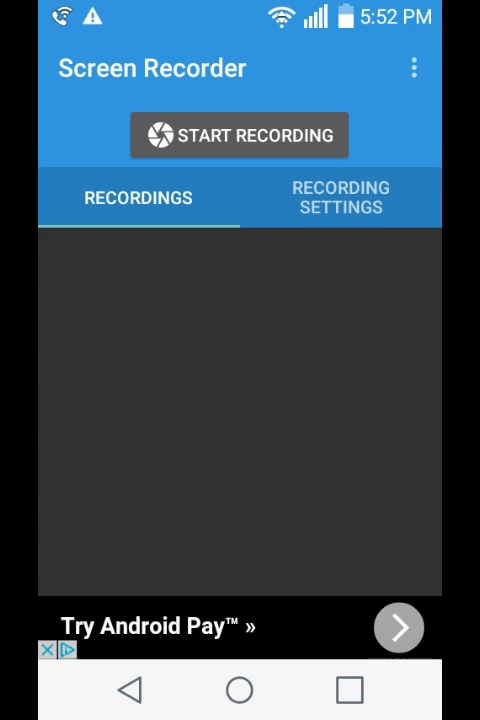 5:52 PM
Screen Recorder
START RECORDING
RECORDINGS
RECORDING
SETTINGS
Try Android Pay™ »